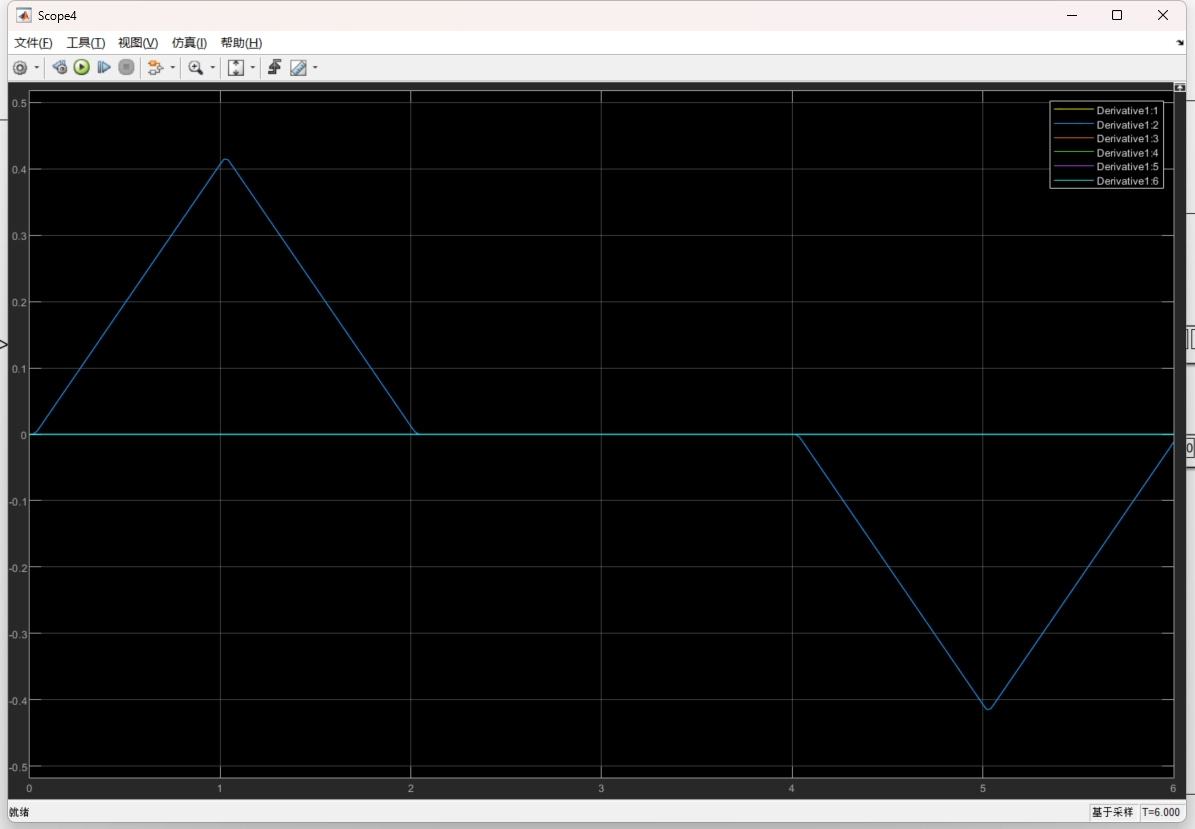 Scope4
文件(F) 工具(T) 视图(V) 仿真(I) 帮助(H)
0.5
0.4
0.3
0.2
0.1
0
-0.1
-0.2
-0.3
-0.4
-0.5
0 1 2 3 4 5 6
Derivative1:1
Derivative1:2
Derivative1:3
Derivative1:4
Derivative1:5
Derivative1:6
0
就绪
基于采样 T=6.000